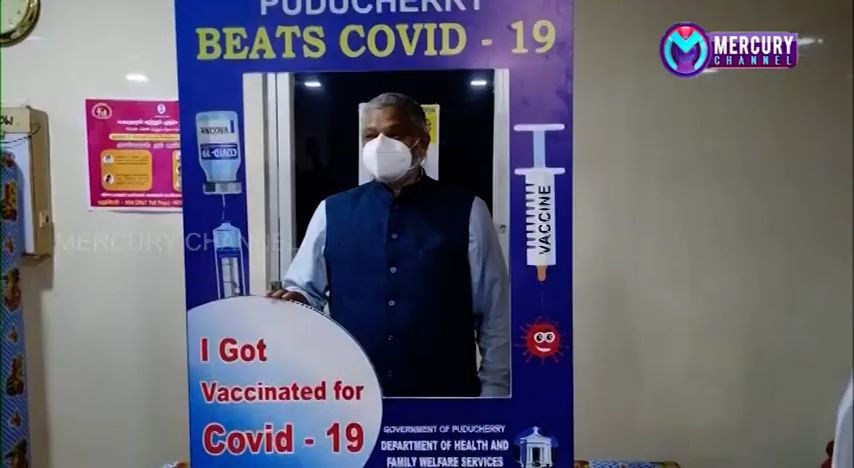 PUDUCHERRY
BEATS COVID - 19
MERCURY
CHANNEL
VACCINE
COVID-19
VACCINE
MERCURY CHANNEL
I Got
Vaccinated for
Covid - 19
GOVERNMENT OF PUDUCHERRY
DEPARTMENT OF HEALTH AND
FAMILY WELFARE SERVICES